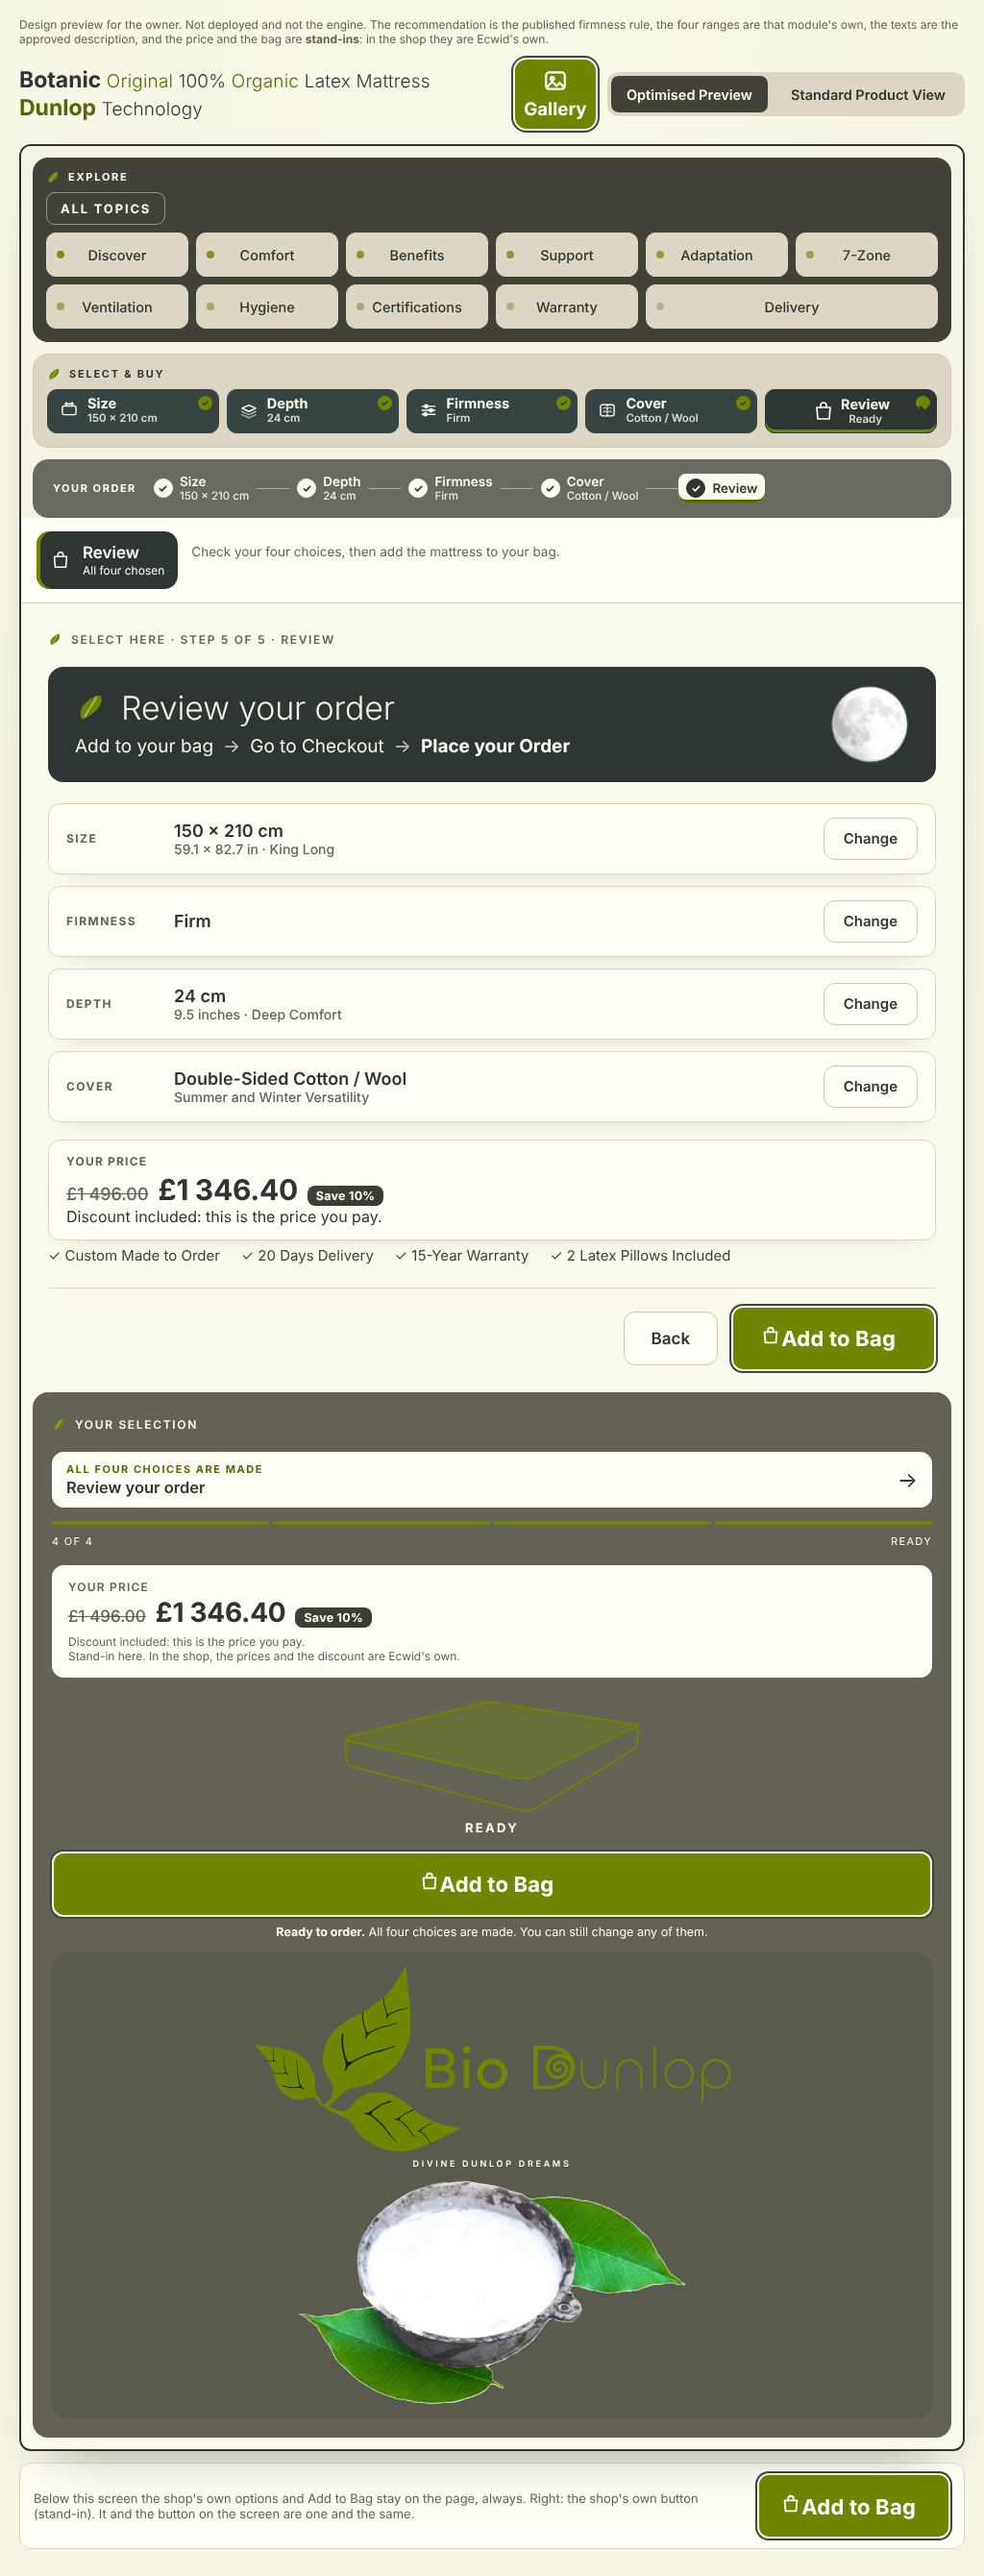 Design preview for the owner. Not deployed and not the engine. The recommendation is the published firmness rule, the four ranges are that module's own, the texts are the
approved description, and the price and the bag are stand-ins: in the shop they are Ecwid's own.
Botanic Original 100% Organic Latex Mattress
Dunlop Technology
Gallery
Optimised Preview
Standard Product View
EXPLORE
ALL TOPICS
Discover
Comfort
Benefits
Support
Adaptation
7-Zone
Ventilation
Hygiene
Certifications
Warranty
Delivery
SELECT & BUY
Size
150 × 210 cm
Depth
24 cm
Firmness
Firm
Cover
Cotton / Wool
Review
Ready
YOUR ORDER
Size
150 × 210 cm
Depth
24 cm
Firmness
Firm
Cover
Cotton / Wool
Review
Review
All four chosen
Check your four choices, then add the mattress to your bag.
SELECT HERE · STEP 5 OF 5 · REVIEW
Review your order
Add to your bag → Go to Checkout → Place your Order
SIZE
150 × 210 cm
59.1 × 82.7 in · King Long
Change
FIRMNESS
Firm
Change
DEPTH
24 cm
9.5 inches · Deep Comfort
Change
COVER
Double-Sided Cotton / Wool
Summer and Winter Versatility
Change
YOUR PRICE
£1 496.00 £1 346.40 Save 10%
Discount included: this is the price you pay.
✓ Custom Made to Order ✓ 20 Days Delivery ✓ 15-Year Warranty ✓ 2 Latex Pillows Included
Back
Add to Bag
YOUR SELECTION
ALL FOUR CHOICES ARE MADE
Review your order →
4 OF 4
READY
YOUR PRICE
£1 496.00 £1 346.40 Save 10%
Discount included: this is the price you pay.
Stand-in here. In the shop, the prices and the discount are Ecwid's own.
READY
Add to Bag
Ready to order. All four choices are made. You can still change any of them.
Bio Dunlop
DIVINE DUNLOP DREAMS
Below this screen the shop's own options and Add to Bag stay on the page, always. Right: the shop's own button
(stand-in). It and the button on the screen are one and the same.
Add to Bag